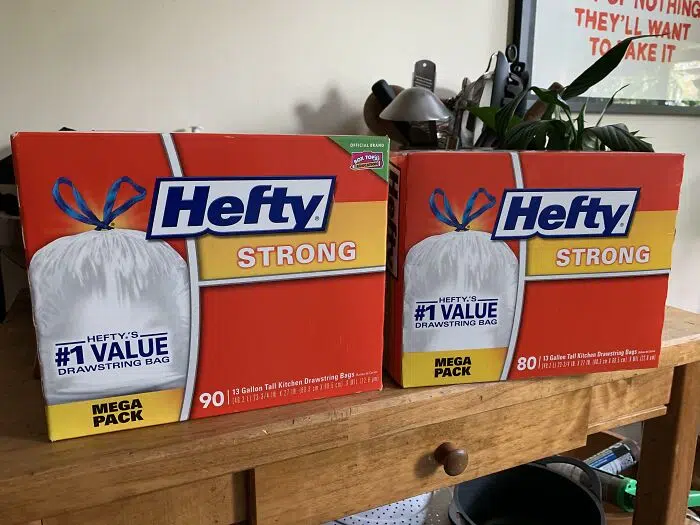 OF NOTHING
THEY'LL WANT
TO TAKE IT
OFFICIAL BRAND
BOX TOPS
Hefty®
STRONG
HEFTY'S
#1 VALUE
DRAWSTRING BAG
MEGA
PACK
90 13 Gallon Tall Kitchen Drawstring Bags
Hefty®
STRONG
HEFTY'S
#1 VALUE
DRAWSTRING BAG
MEGA
PACK
80 13 Gallon Tall Kitchen Drawstring Bags